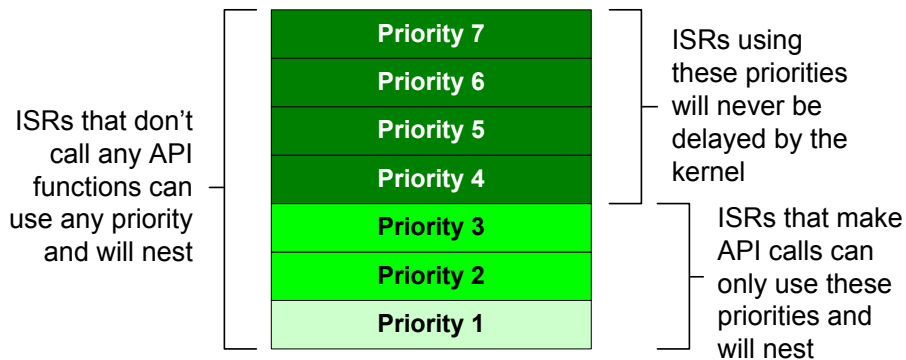 ISRs that don’t
call any API
functions can
use any priority
and will nest
Priority 7
Priority 6
Priority 5
Priority 4
Priority 3
Priority 2
Priority 1
ISRs using
these priorities
will never be
delayed by the
kernel
ISRs that make
API calls can
only use these
priorities and
will nest